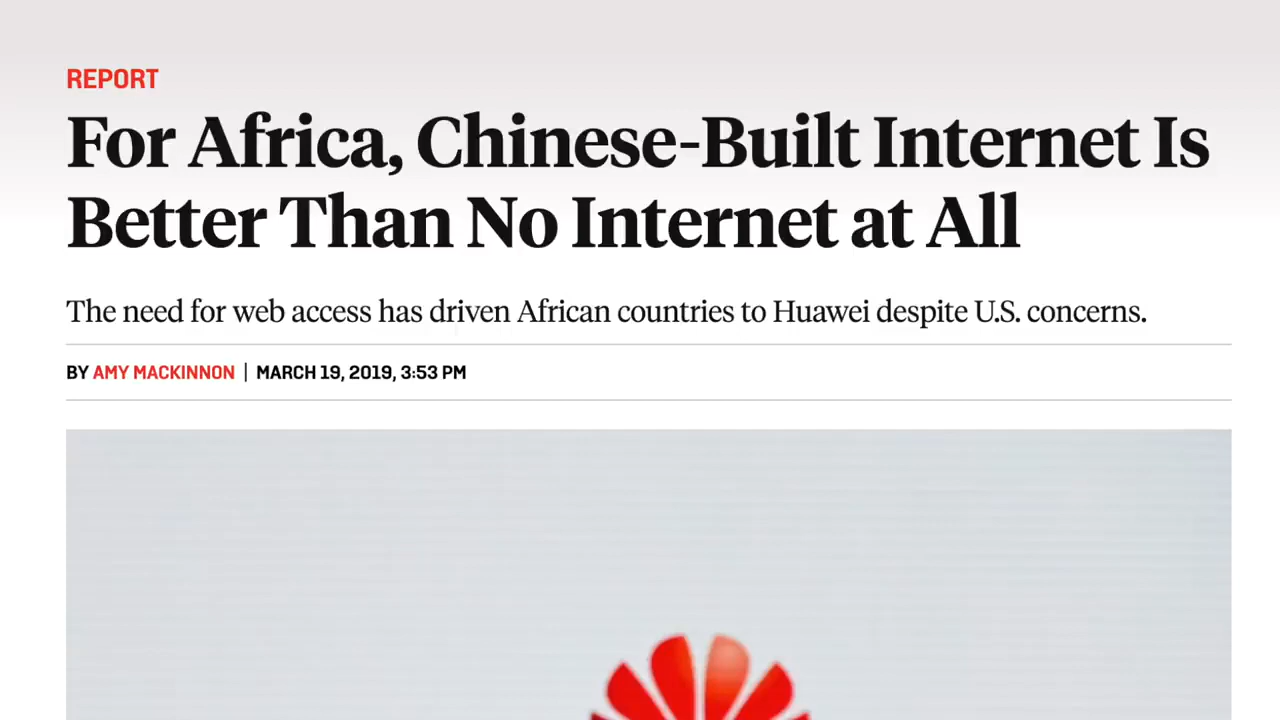 REPORT
For Africa, Chinese-Built Internet Is
Better Than No Internet at All
The need for web access has driven African countries to Huawei despite U.S. concerns.
BY AMY MACKINNON | MARCH 19, 2019, 3:53 PM